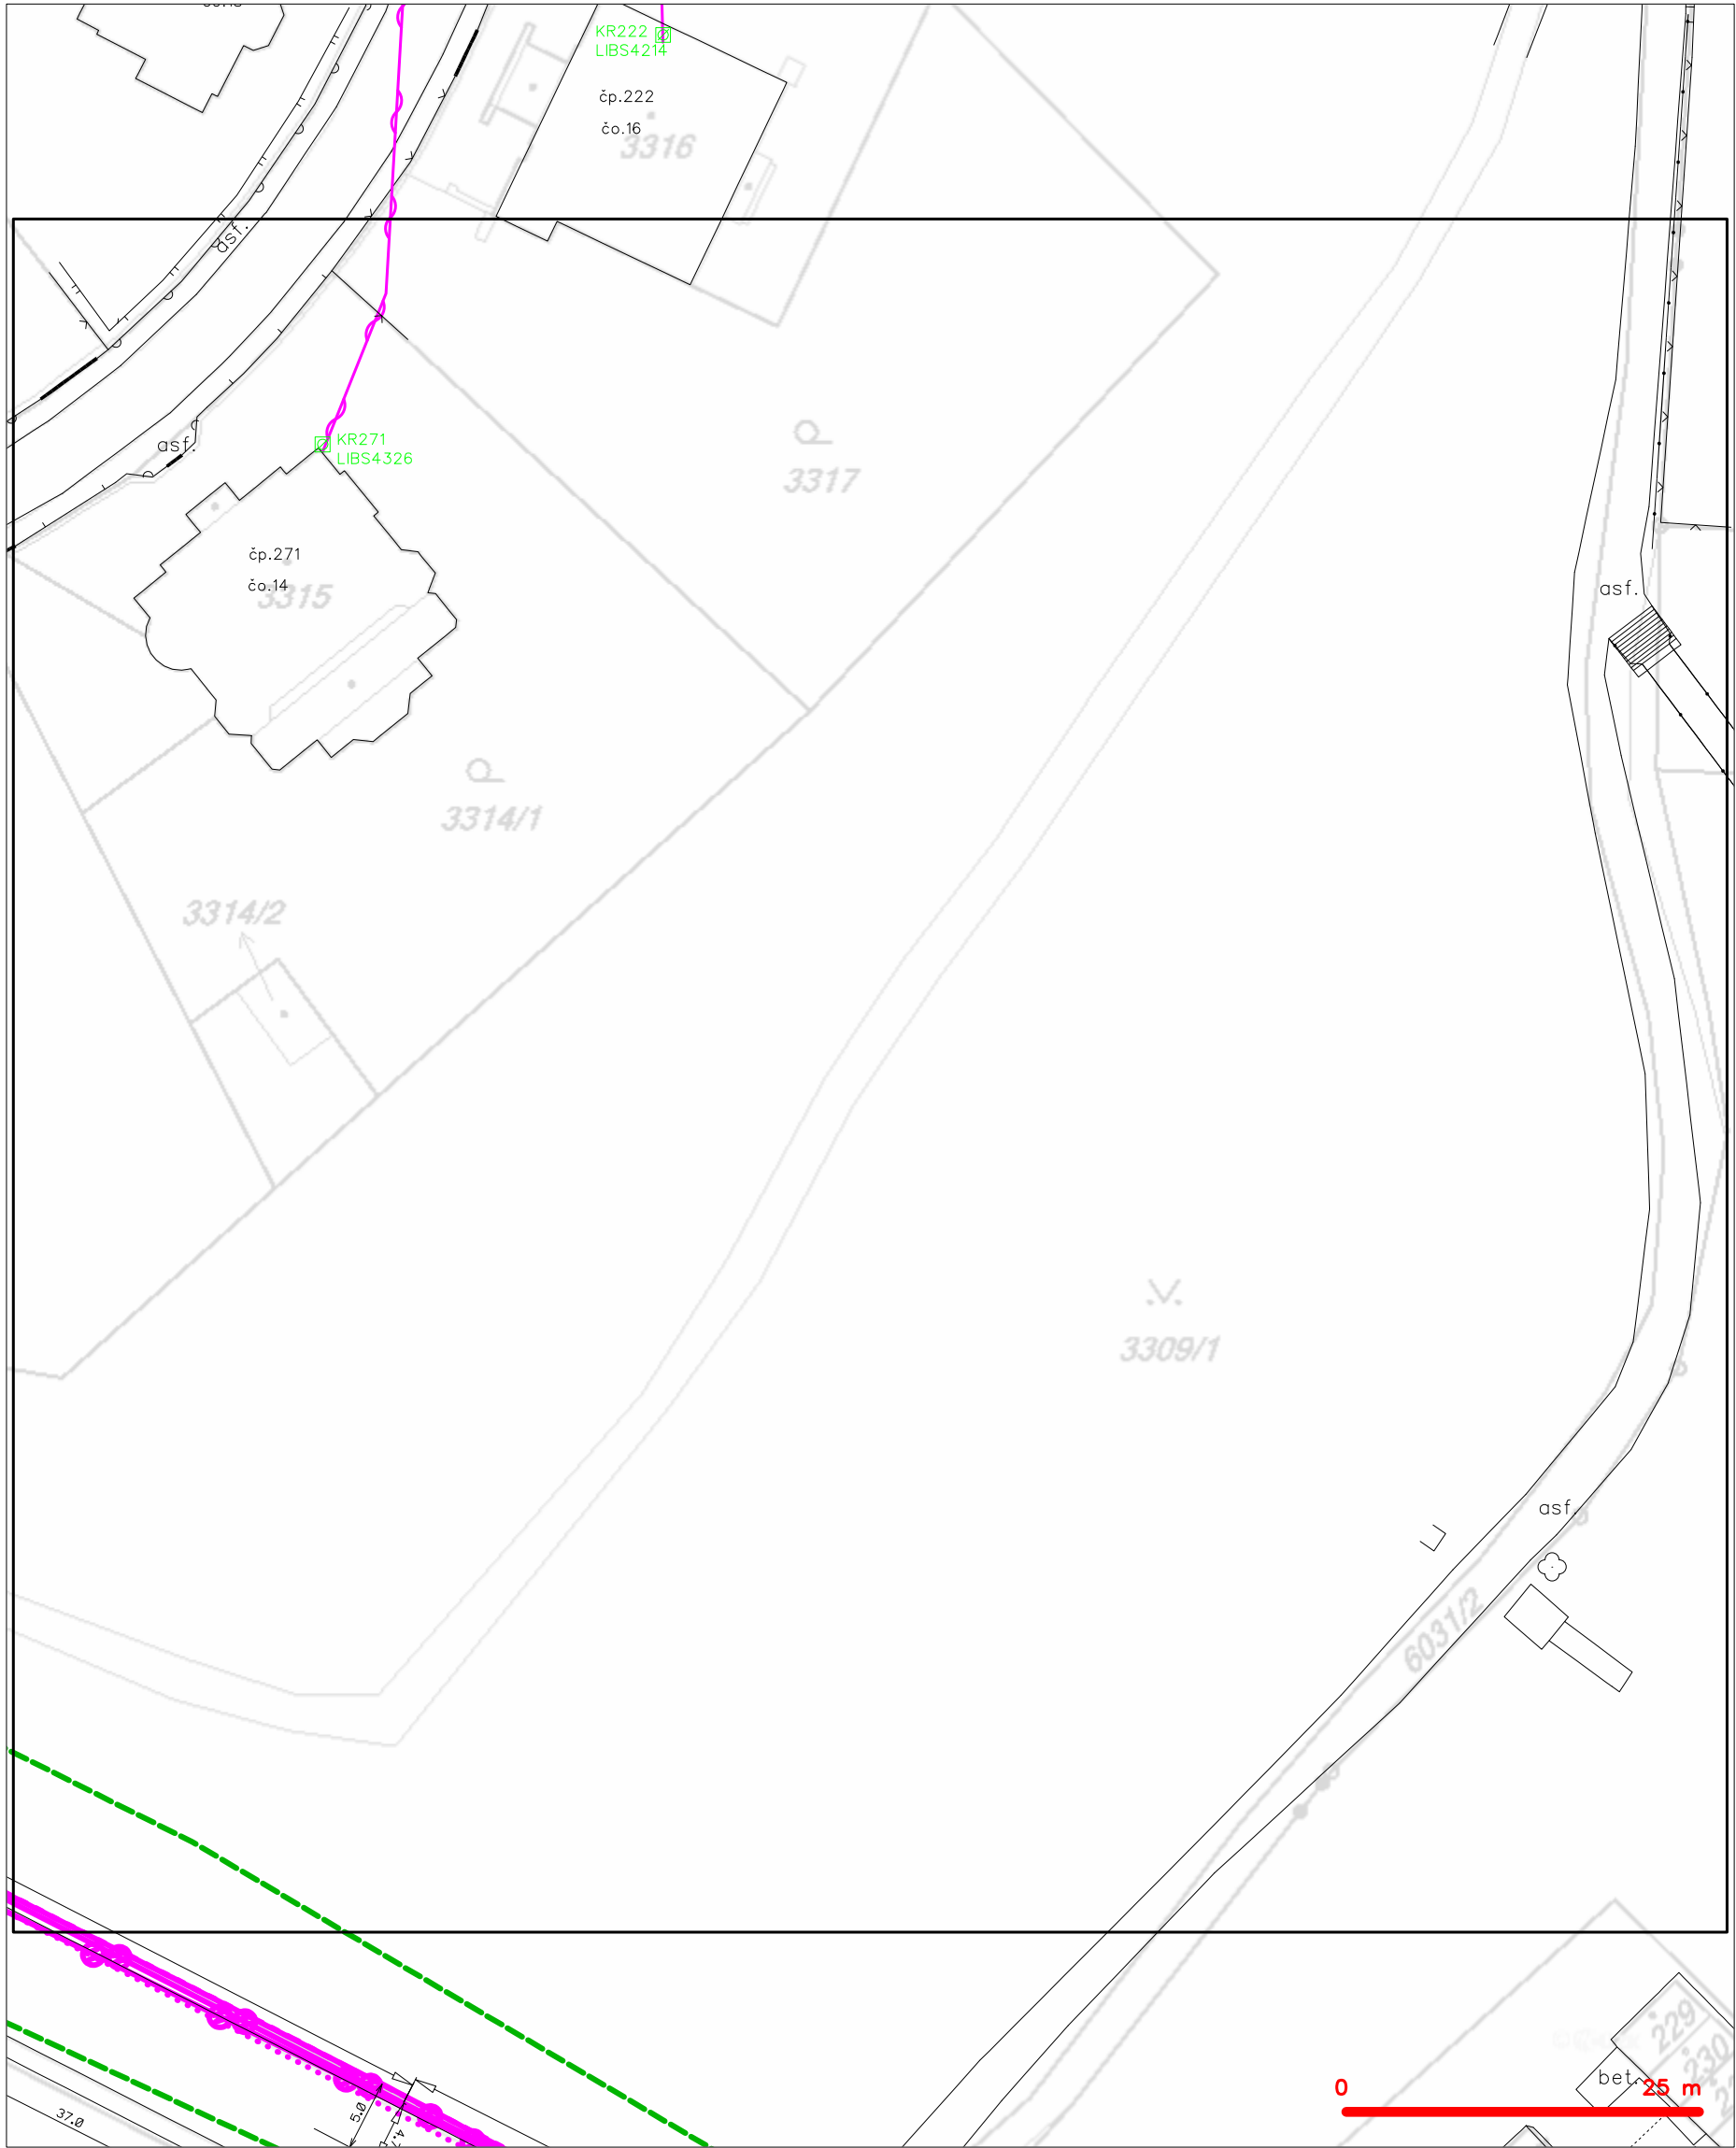 KR222
LIBS4214
čp.222
čo.16
3316
asf.
asf.
KR271
LIBS4326
3317
čp.271
čo.14
3315
asf.
3314/1
3314/2
3309/1
asf.
6031/2
229
230
bet.
0 25 m
5.0
37.0